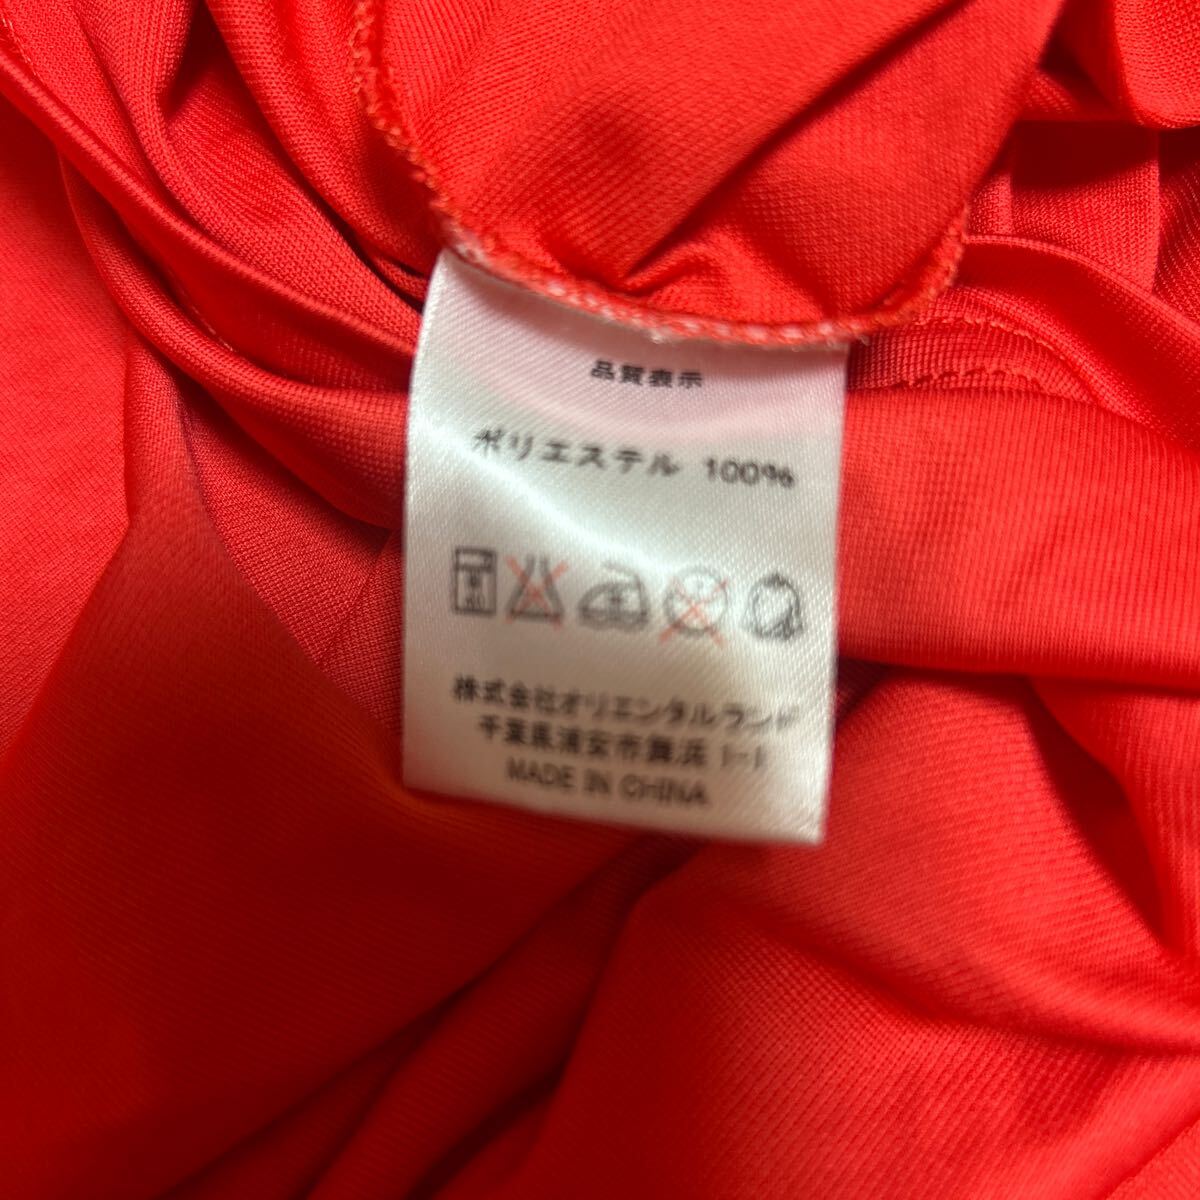 品質表示
ポリエステル 100%
株式会社オリエンタルランド
千葉県浦安市舞浜 1-1
MADE IN CHINA